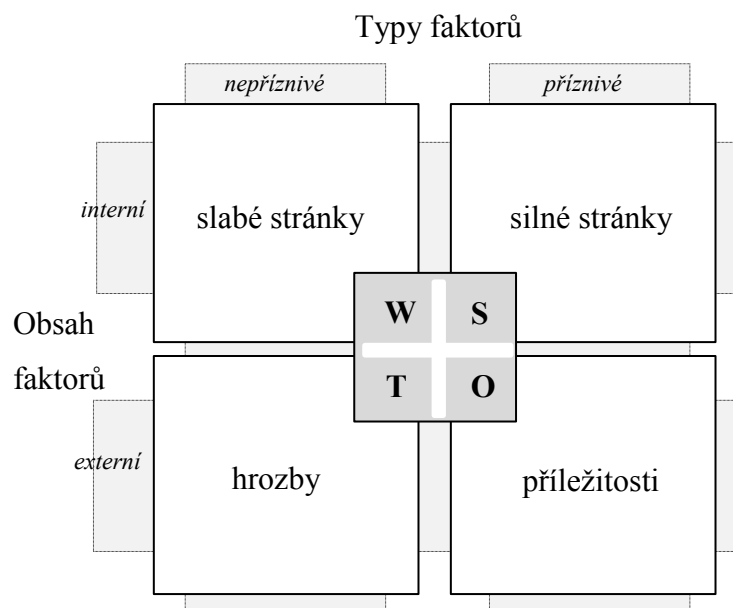 Typy faktorů
nepříznivé
příznivé
interní
slabé stránky
silné stránky
W
S
Obsah
faktorů
T
O
externí
hrozby
příležitosti